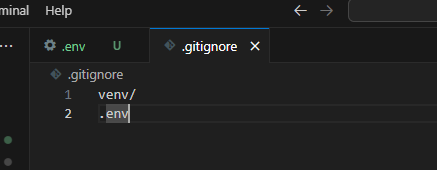 minal Help
.env U .gitignore
.gitignore
1 venv/
2 .env